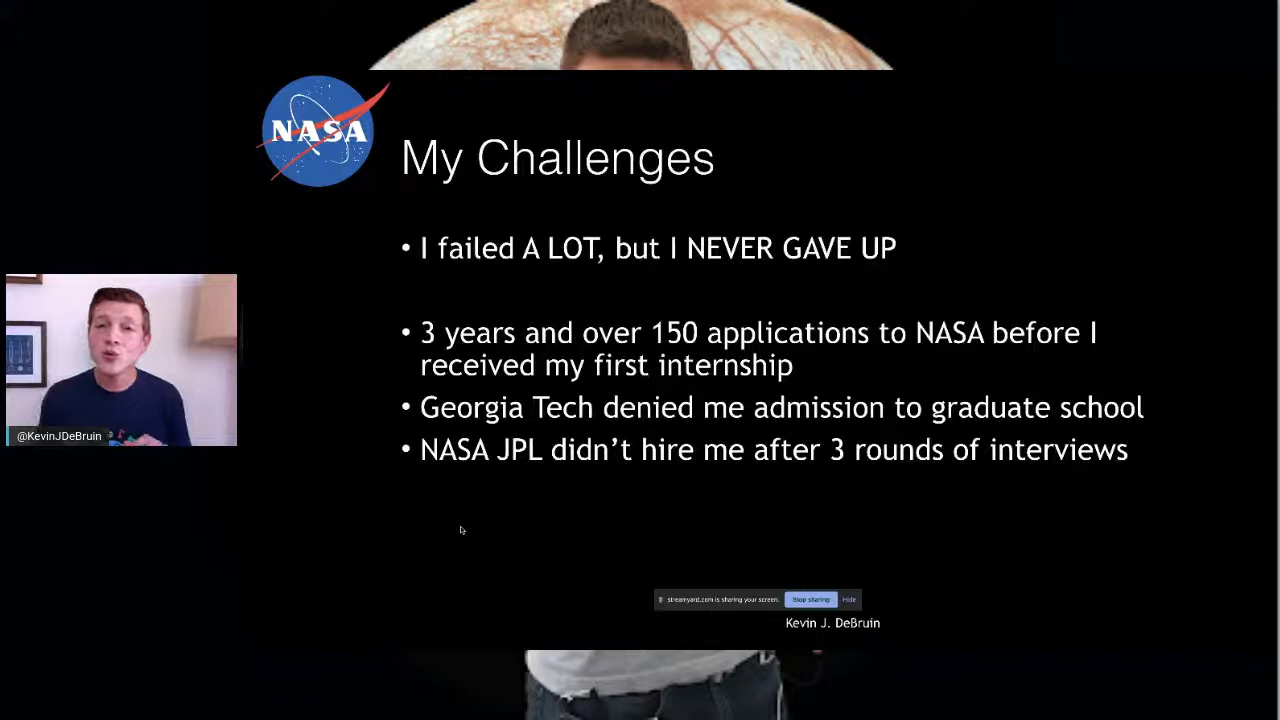 NASA
My Challenges
• I failed A LOT, but I NEVER GAVE UP
• 3 years and over 150 applications to NASA before I
received my first internship
• Georgia Tech denied me admission to graduate school
• NASA JPL didn’t hire me after 3 rounds of interviews
@KevinJDeBruin
streamyard.com is sharing your screen. Stop sharing Hide
Kevin J. DeBruin